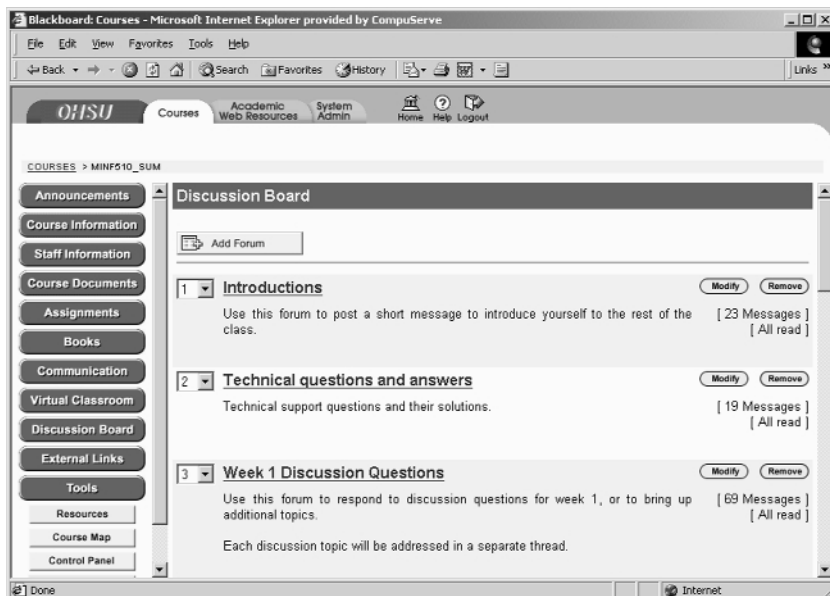 Blackboard: Courses - Microsoft Internet Explorer provided by CompuServe
File Edit View Favorites Tools Help
Back Search Favorites History Links »
OHSU Courses Academic Web Resources System Admin Home Help Logout
COURSES > MINF510_SUM
Announcements
Course Information
Staff Information
Course Documents
Assignments
Books
Communication
Virtual Classroom
Discussion Board
External Links
Tools
Resources
Course Map
Control Panel
Discussion Board
Add Forum
1 Introductions Modify Remove
Use this forum to post a short message to introduce yourself to the rest of the [ 23 Messages ]
class. [ All read ]
2 Technical questions and answers Modify Remove
Technical support questions and their solutions. [ 19 Messages ]
[ All read ]
3 Week 1 Discussion Questions Modify Remove
Use this forum to respond to discussion questions for week 1, or to bring up [ 69 Messages ]
additional topics. [ All read ]
Each discussion topic will be addressed in a separate thread.
Done Internet